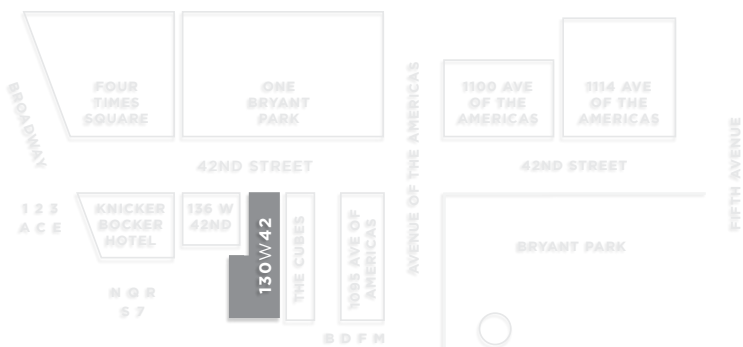 FOUR
TIMES
SQUARE
ONE
BRYANT
PARK
1100 AVE
OF THE
AMERICAS
1114 AVE
OF THE
AMERICAS
BROADWAY
AVENUE OF THE AMERICAS
FIFTH AVENUE
42ND STREET
42ND STREET
1 2 3
A C E
KNICKER
BOCKER
HOTEL
136 W
42ND
130W42
THE CUBES
1095 AVE OF
AMERICAS
BRYANT PARK
N Q R
S 7
B D F M